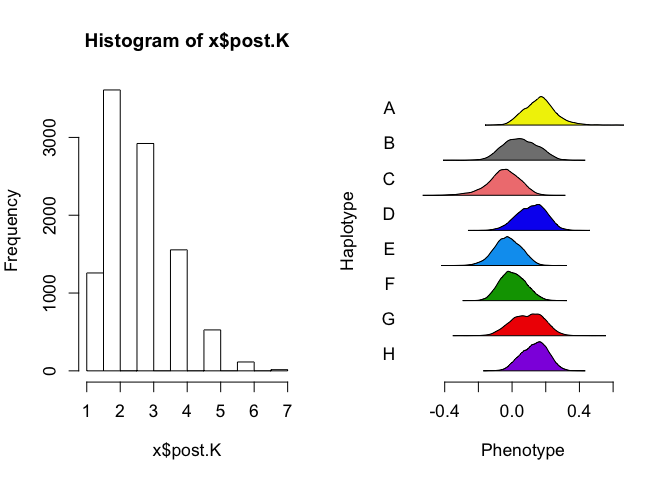 Histogram of x$post.K
Frequency
3000
2000
1000
0
1 2 3 4 5 6 7
x$post.K
Haplotype
A
B
C
D
E
F
G
H
-0.4 0.0 0.4
Phenotype